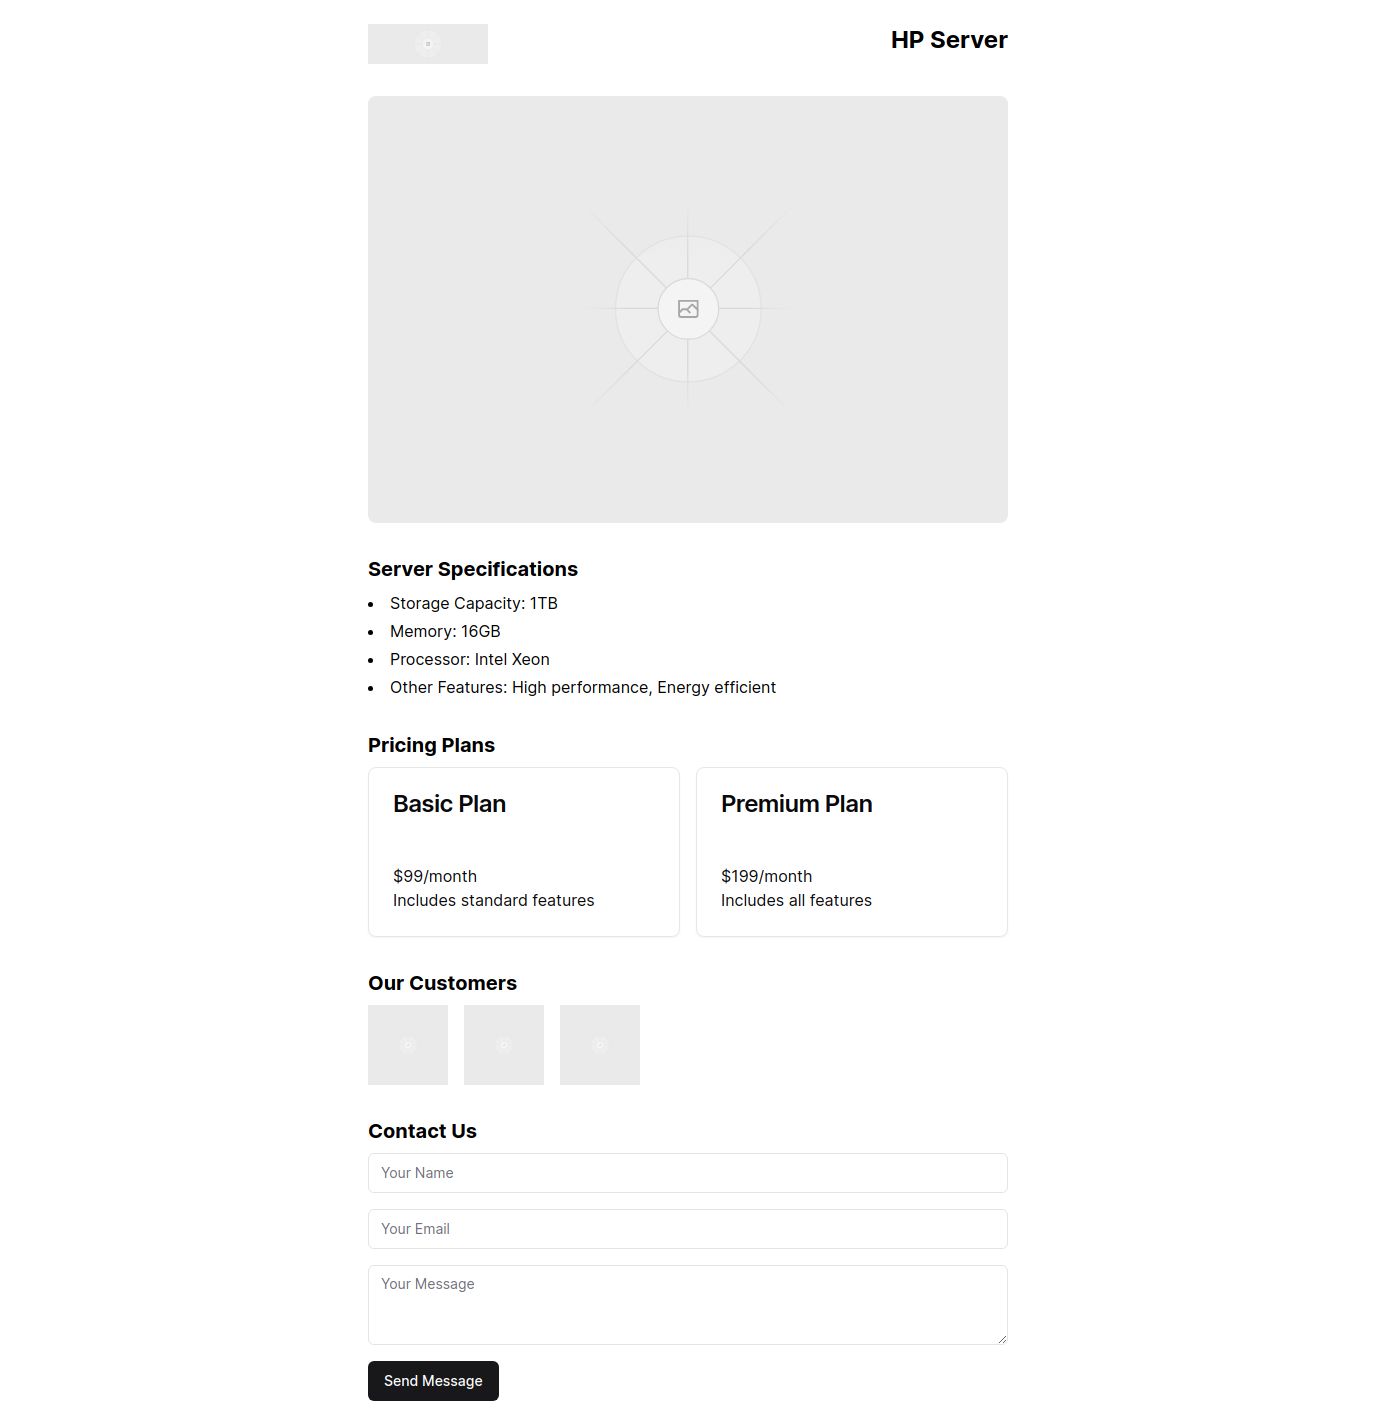 HP Server
Server Specifications
Storage Capacity: 1TB
Memory: 16GB
Processor: Intel Xeon
Other Features: High performance, Energy efficient
Pricing Plans
Basic Plan
$99/month
Includes standard features
Premium Plan
$199/month
Includes all features
Our Customers
Contact Us
Your Name
Your Email
Your Message
Send Message